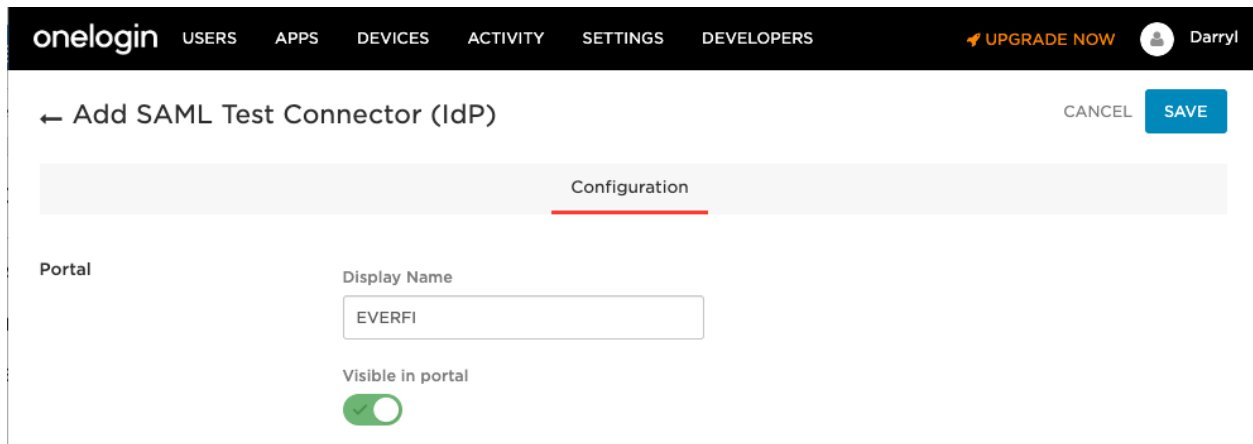 onelogin USERS APPS DEVICES ACTIVITY SETTINGS DEVELOPERS UPGRADE NOW Darryl
← Add SAML Test Connector (IdP) CANCEL SAVE
Configuration
Portal
Display Name
EVERFI
Visible in portal